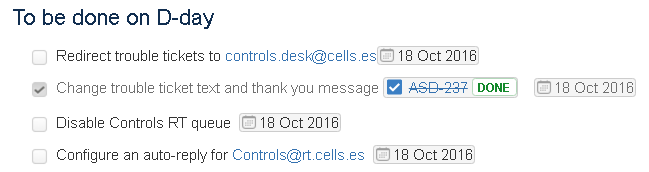 To be done on D-day
Redirect trouble tickets to controls.desk@cells.es 18 Oct 2016
Change trouble ticket text and thank you message ASD-237 DONE 18 Oct 2016
Disable Controls RT queue 18 Oct 2016
Configure an auto-reply for Controls@rt.cells.es 18 Oct 2016